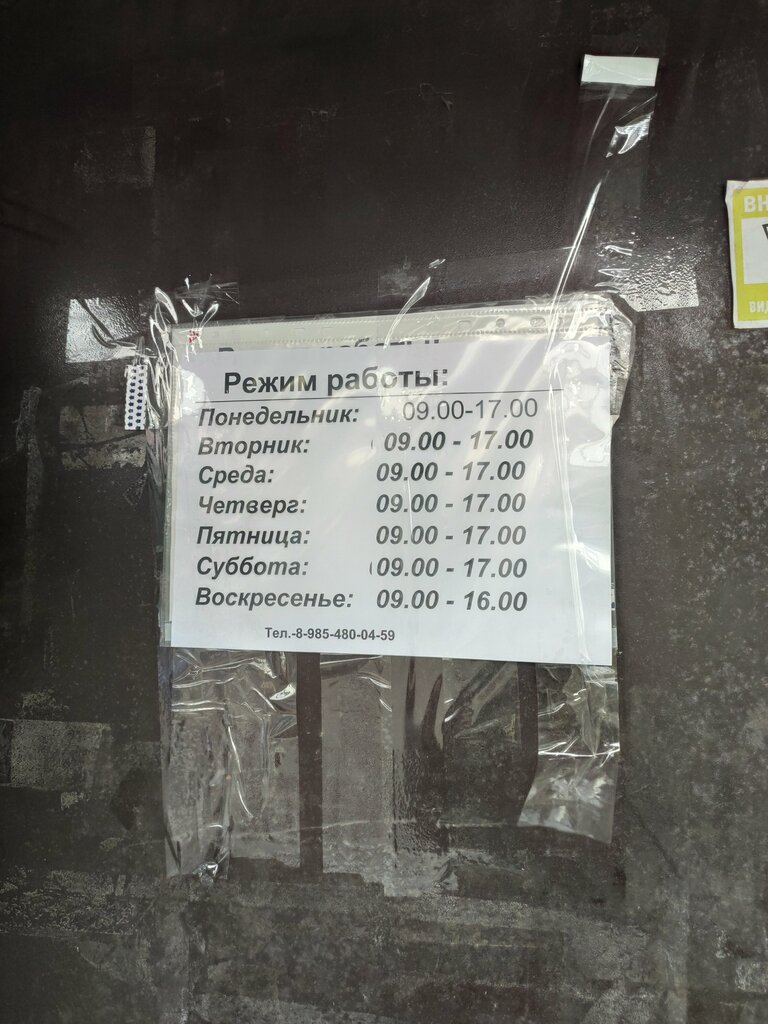 Режим работы:
Понедельник: 09.00-17.00
Вторник: 09.00 - 17.00
Среда: 09.00 - 17.00
Четверг: 09.00 - 17.00
Пятница: 09.00 - 17.00
Суббота: 09.00 - 17.00
Воскресенье: 09.00 - 16.00
Тел.-8-985-480-04-59